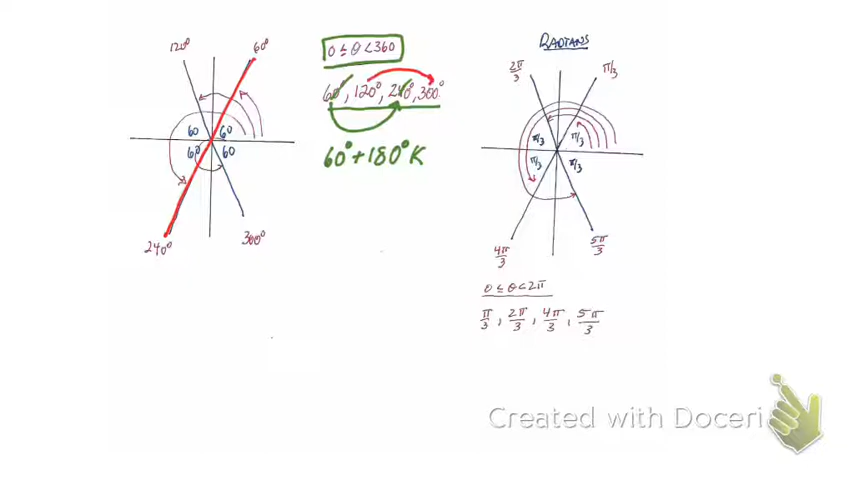 120° 60°
60 60
60° 60
240° 300°
0 ≤ θ < 360
60°, 120°, 240°, 300°
60° + 180° K
RADIANS
2π/3 π/3
π/3 π/3
π/3 π/3
4π/3 5π/3
0 ≤ θ < 2π
π/3, 2π/3, 4π/3, 5π/3
Created with Doceri